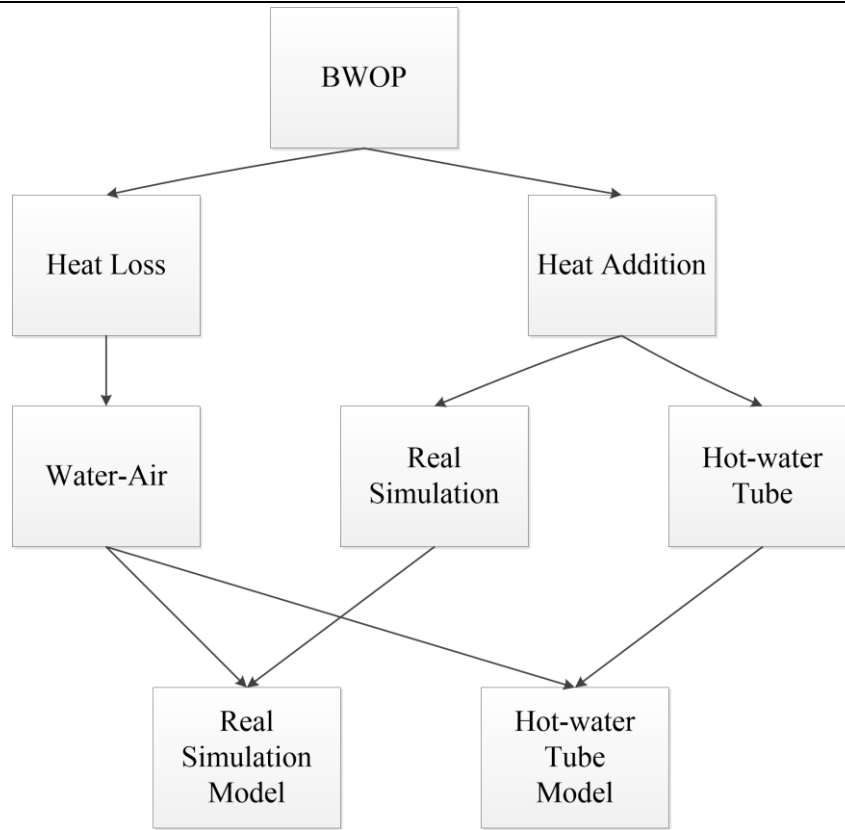 BWOP
Heat Loss
Heat Addition
Water-Air
Real
Simulation
Hot-water
Tube
Real
Simulation
Model
Hot-water
Tube
Model